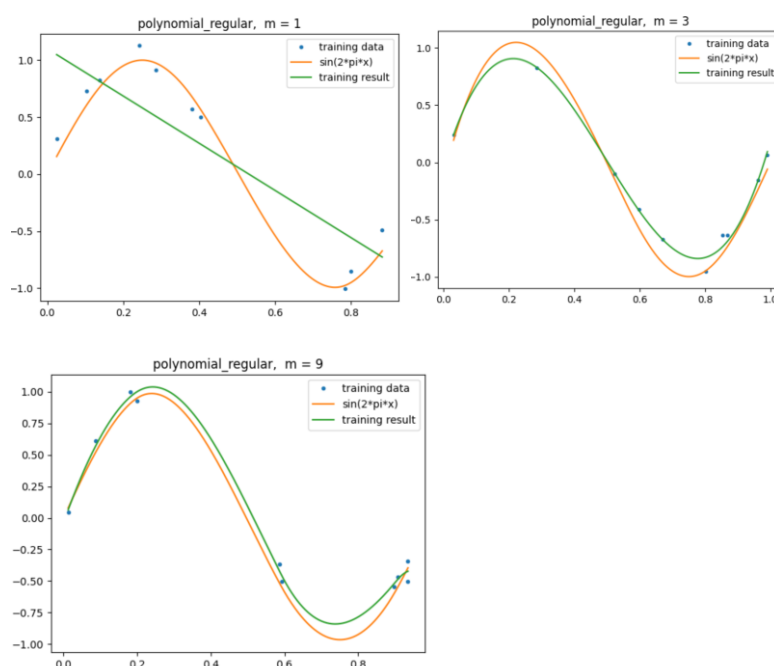 polynomial_regular, m = 1
training data
sin(2*pi*x)
training result
1.0
0.5
0.0
−0.5
−1.0
0.0
0.2
0.4
0.6
0.8
polynomial_regular, m = 3
training data
sin(2*pi*x)
training result
1.0
0.5
0.0
−0.5
−1.0
0.0
0.2
0.4
0.6
0.8
1.0
polynomial_regular, m = 9
training data
sin(2*pi*x)
training result
1.00
0.75
0.50
0.25
0.00
−0.25
−0.50
−0.75
−1.00
0.0
0.2
0.4
0.6
0.8